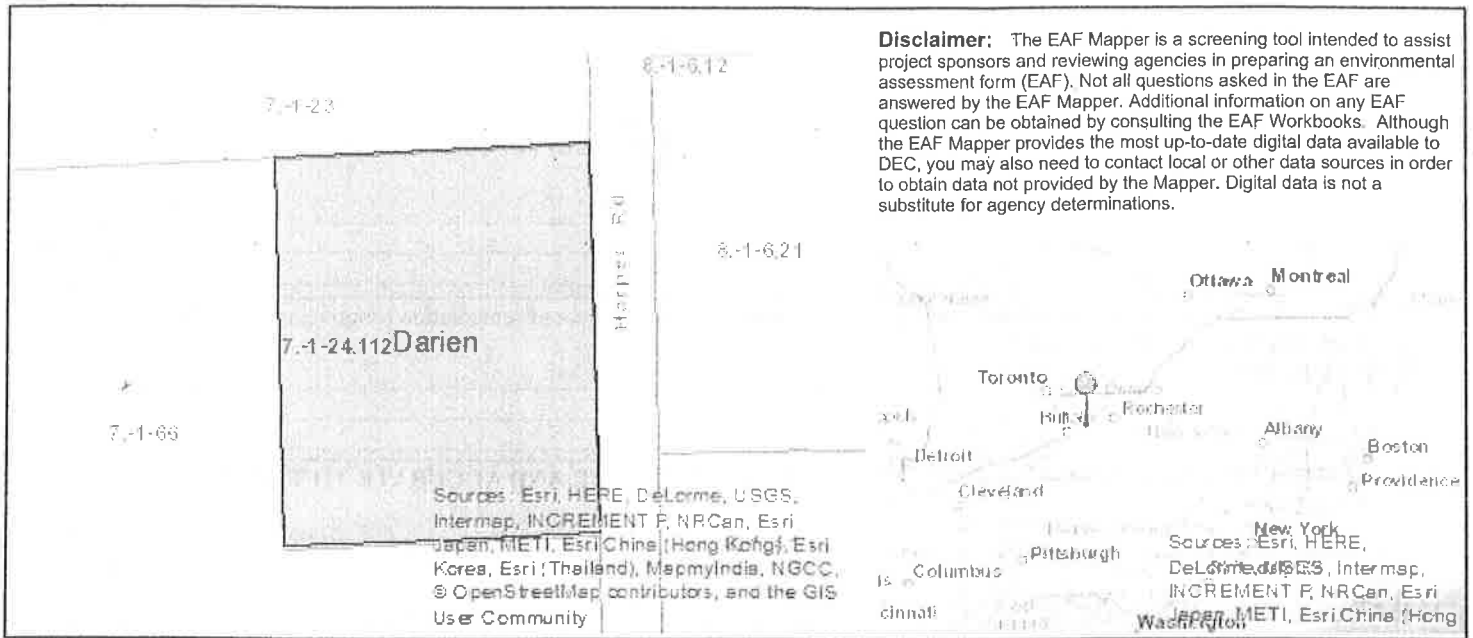 Disclaimer: The EAF Mapper is a screening tool intended to assist
project sponsors and reviewing agencies in preparing an environmental
assessment form (EAF). Not all questions asked in the EAF are
answered by the EAF Mapper. Additional information on any EAF
question can be obtained by consulting the EAF Workbooks. Although
the EAF Mapper provides the most up-to-date digital data available to
DEC, you may also need to contact local or other data sources in order
to obtain data not provided by the Mapper. Digital data is not a
substitute for agency determinations.
8.-1-6.12
7.-1-23
Harper Rd
8.-1-6.21
7.-1-24.112 Darien
7.-1-66
Sources: Esri, HERE, DeLorme, USGS,
Intermap, INCREMENT P, NRCan, Esri
Japan, METI, Esri China (Hong Kong), Esri
Korea, Esri (Thailand), MapmyIndia, NGCC,
© OpenStreetMap contributors, and the GIS
User Community
Ottawa Montreal
Toronto
Rochester
Albany
Detroit
Boston
Cleveland
Providence
New York
Pittsburgh
Columbus
cinnati
Washington
Sources: Esri, HERE,
DeLorme, USGS, Intermap,
INCREMENT P, NRCan, Esri
Japan, METI, Esri China (Hong